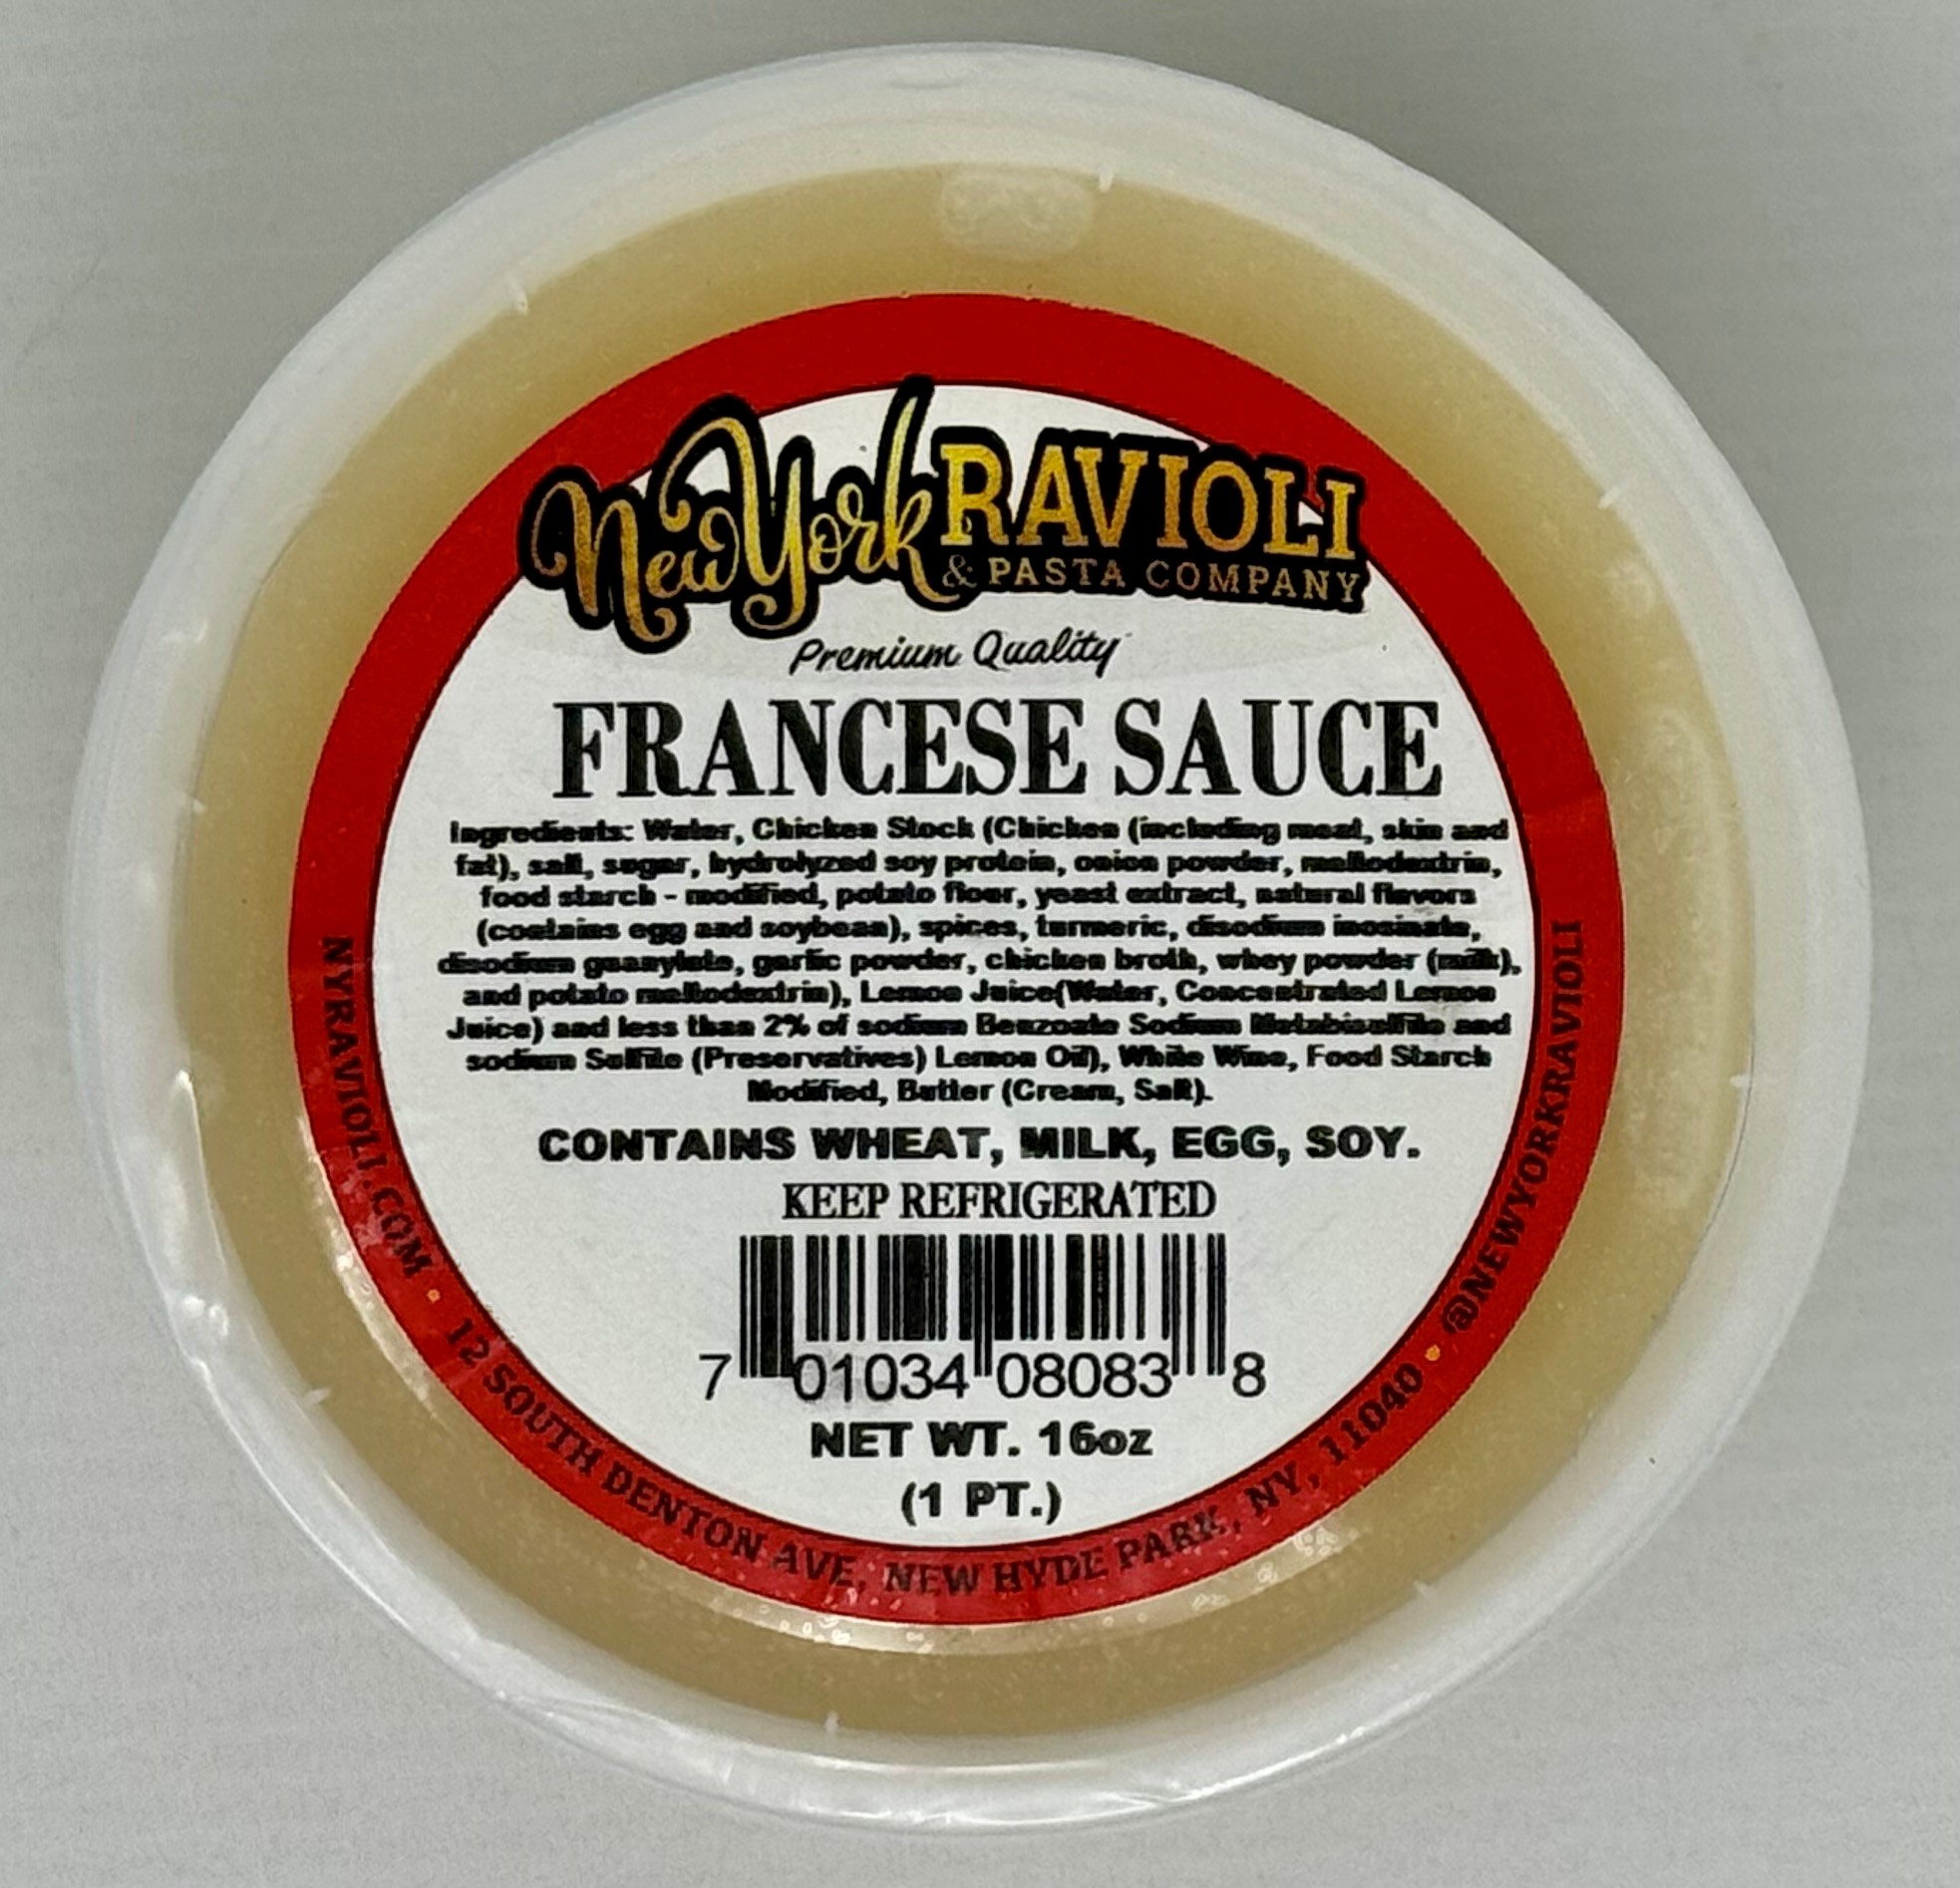 New York RAVIOLI
& PASTA COMPANY
Premium Quality
FRANCESE SAUCE
Ingredients: Water, Chicken Stock (Chicken (including meat, skin and
fat), salt, sugar, hydrolyzed soy protein, onion powder, maltodextrin,
food starch - modified, potato flour, yeast extract, natural flavors
(contains egg and soybean), spices, turmeric, disodium inosinate,
disodium guanylate, garlic powder, chicken broth, whey powder (milk),
and potato maltodextrin), Lemon Juice(Water, Concentrated Lemon
Juice) and less than 2% of sodium Benzoate Sodium Metabisulfite and
sodium Sulfite (Preservatives) Lemon Oil), White Wine, Food Starch
Modified, Butter (Cream, Salt).
CONTAINS WHEAT, MILK, EGG, SOY.
KEEP REFRIGERATED
7 01034 08083 8
NET WT. 16oz
(1 PT.)
NYRAVIOLI.COM • 12 SOUTH DENTON AVE, NEW HYDE PARK, NY, 11040 • @NEWYORKRAVIOLI